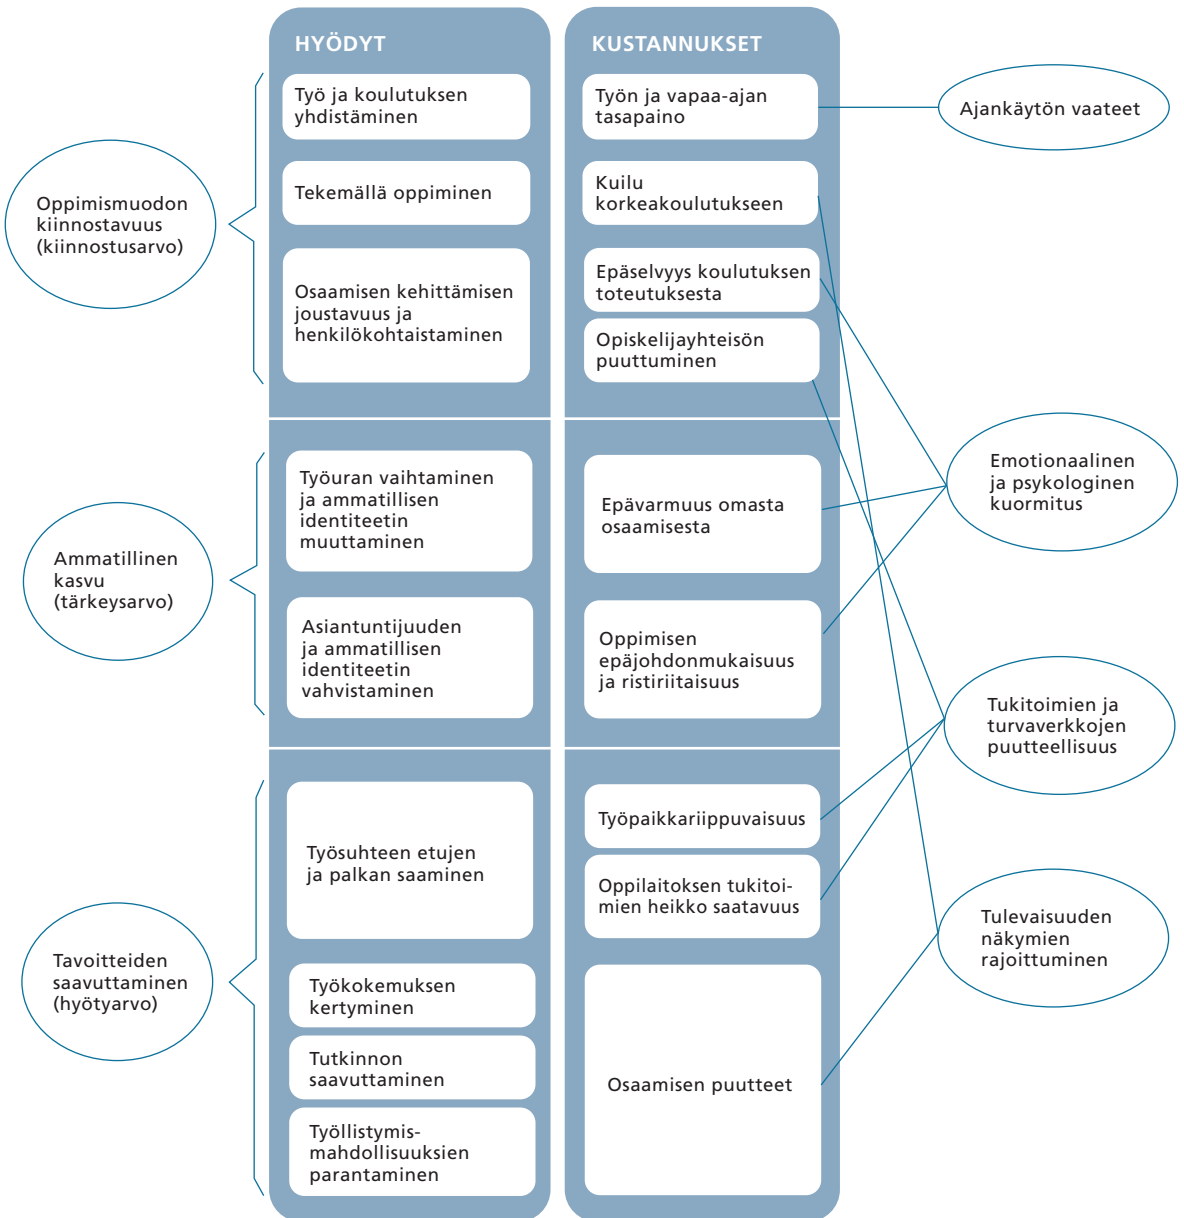 HYÖDYT
KUSTANNUKSET
Oppimismuodon
kiinnostavuus
(kiinnostusarvo)
Työ ja koulutuksen
yhdistäminen
Tekemällä oppiminen
Osaamisen kehittämisen
joustavuus ja
henkilökohtaistaminen
Työn ja vapaa-ajan
tasapaino
Kuilu
korkeakoulutukseen
Epäselvyys koulutuksen
toteutuksesta
Opiskelijayhteisön
puuttuminen
Ajankäytön vaateet
Ammatillinen
kasvu
(tärkeysarvo)
Työuran vaihtaminen
ja ammatillisen
identiteetin
muuttaminen
Asiantuntijuuden
ja ammatillisen
identiteetin
vahvistaminen
Epävarmuus omasta
osaamisesta
Oppimisen
epäjohdonmukaisuus
ja ristiriitaisuus
Emotionaalinen
ja psykologinen
kuormitus
Tukitoimien ja
turvaverkkojen
puutteellisuus
Tavoitteiden
saavuttaminen
(hyötyarvo)
Työsuhteen etujen
ja palkan saaminen
Työkokemuksen
kertyminen
Tutkinnon
saavuttaminen
Työllistymis-
mahdollisuuksien
parantaminen
Työpaikkariippuvaisuus
Oppilaitoksen tukitoi-
mien heikko saatavuus
Osaamisen puutteet
Tulevaisuuden
näkymien
rajoittuminen